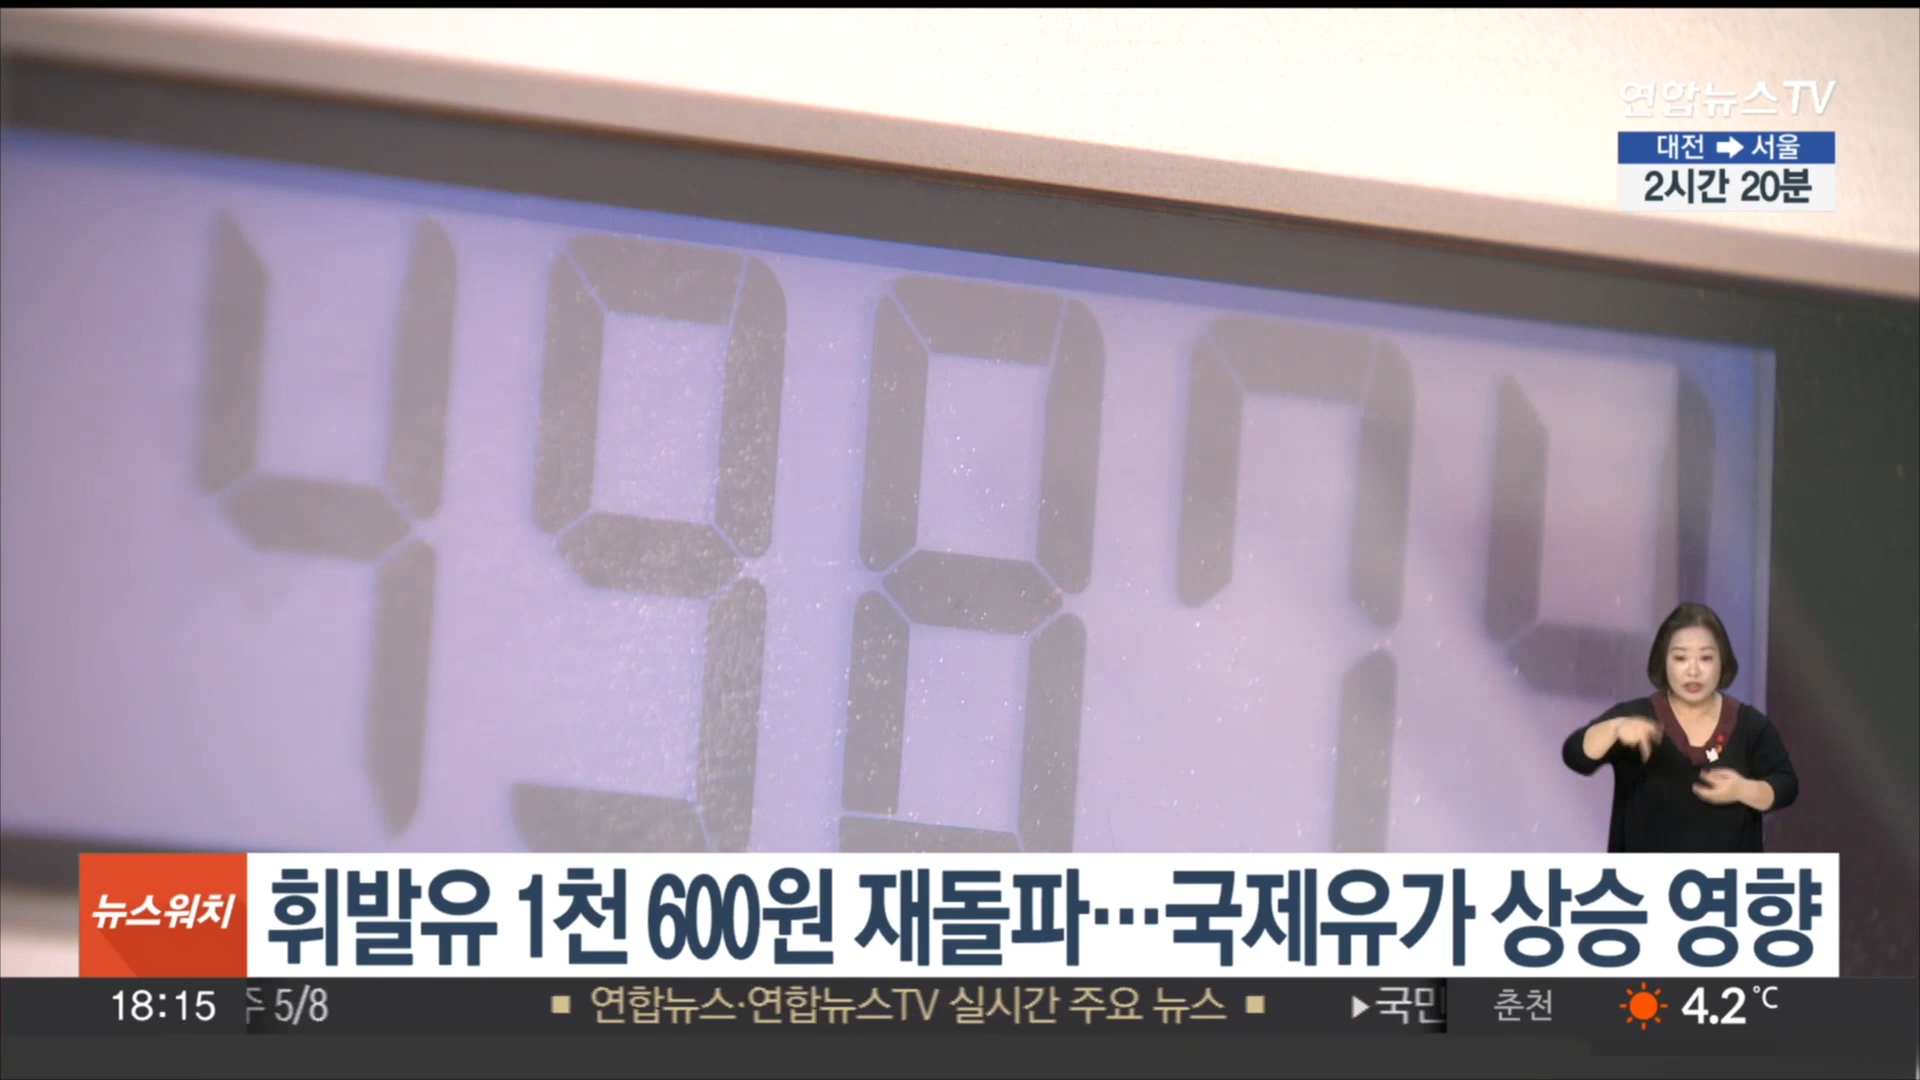 연합뉴스TV
대전 ➡ 서울
2시간 20분
49874
뉴스워치
휘발유 1천 600원 재돌파…국제유가 상승 영향
18:15 주 5/8 ■ 연합뉴스·연합뉴스TV 실시간 주요 뉴스 ■ ▶국민 춘천 4.2℃